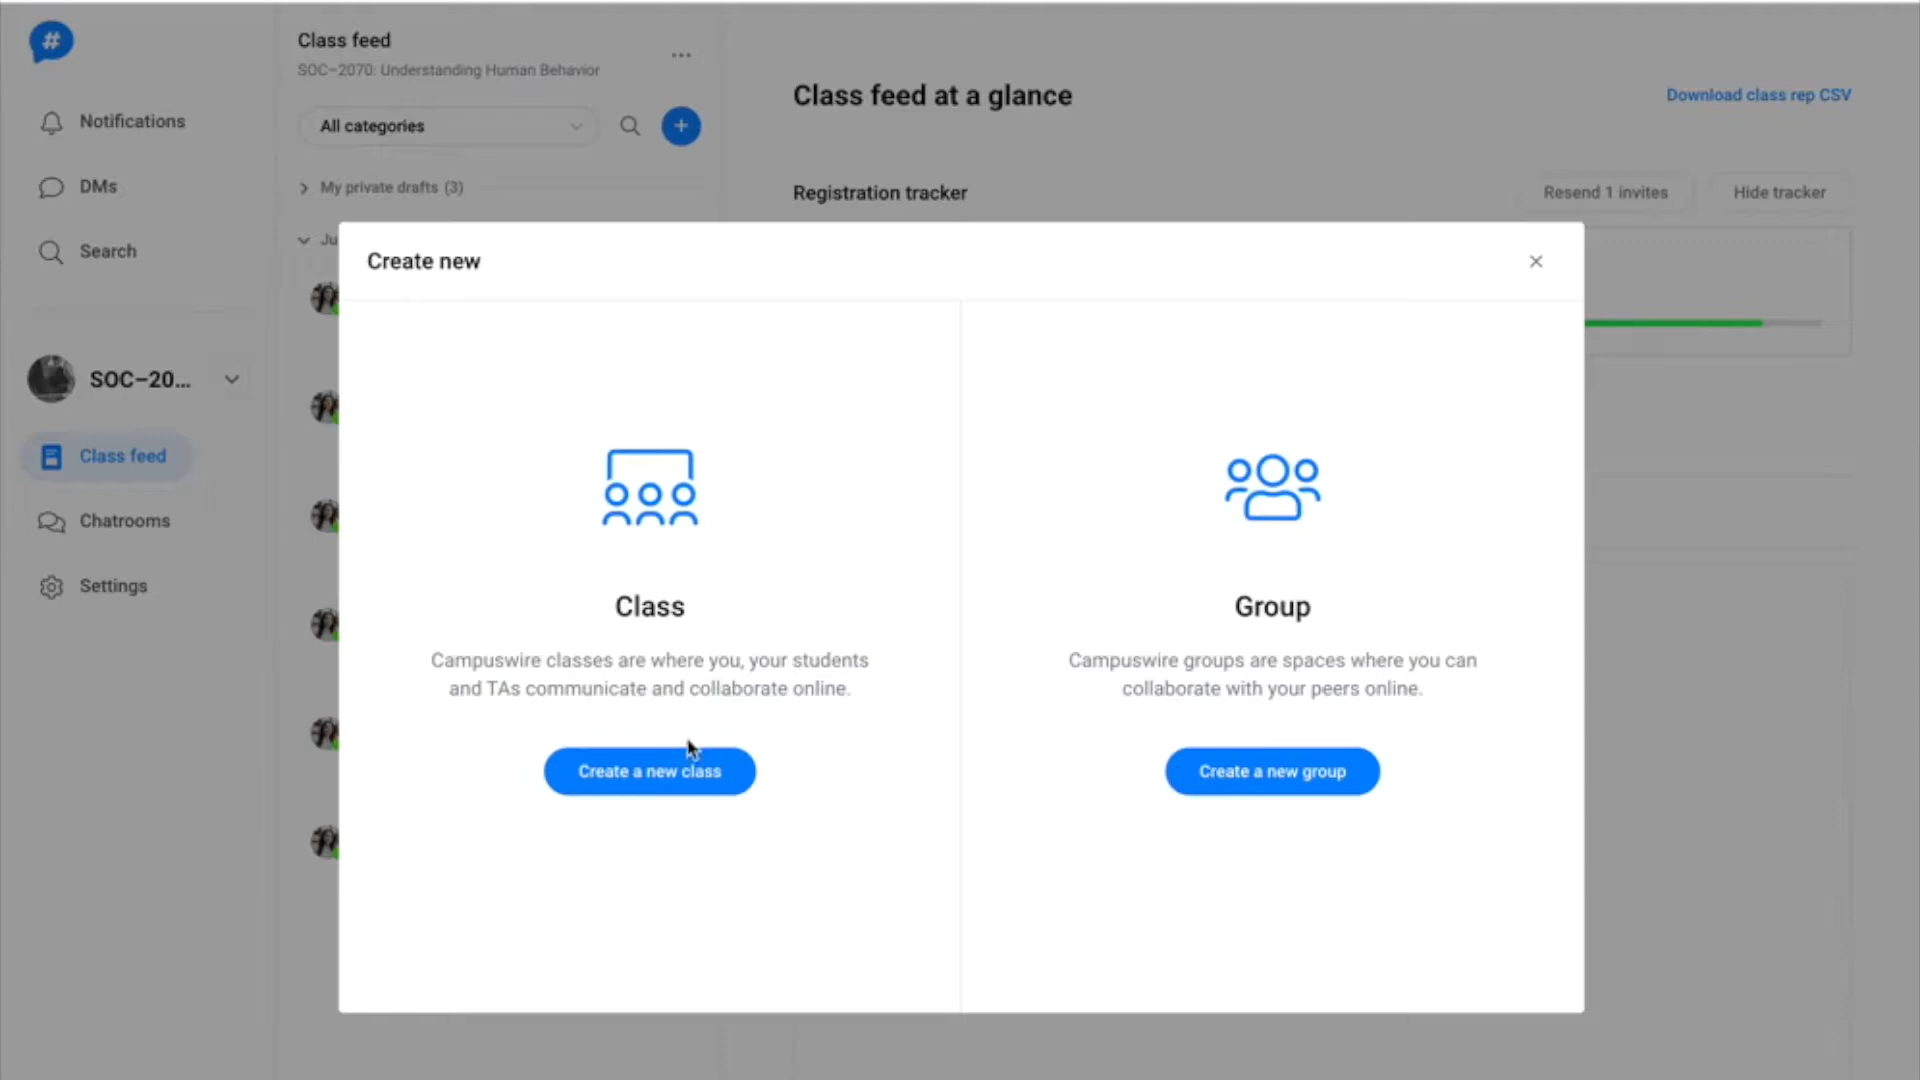 #
Notifications
DMs
Search
SOC-20...
Class feed
Chatrooms
Settings
Class feed
SOC-2070: Understanding Human Behavior
All categories
My private drafts (3)
Ju
Class feed at a glance
Download class rep CSV
Registration tracker
Resend 1 invites
Hide tracker
Create new
Class
Campuswire classes are where you, your students
and TAs communicate and collaborate online.
Create a new class
Group
Campuswire groups are spaces where you can
collaborate with your peers online.
Create a new group